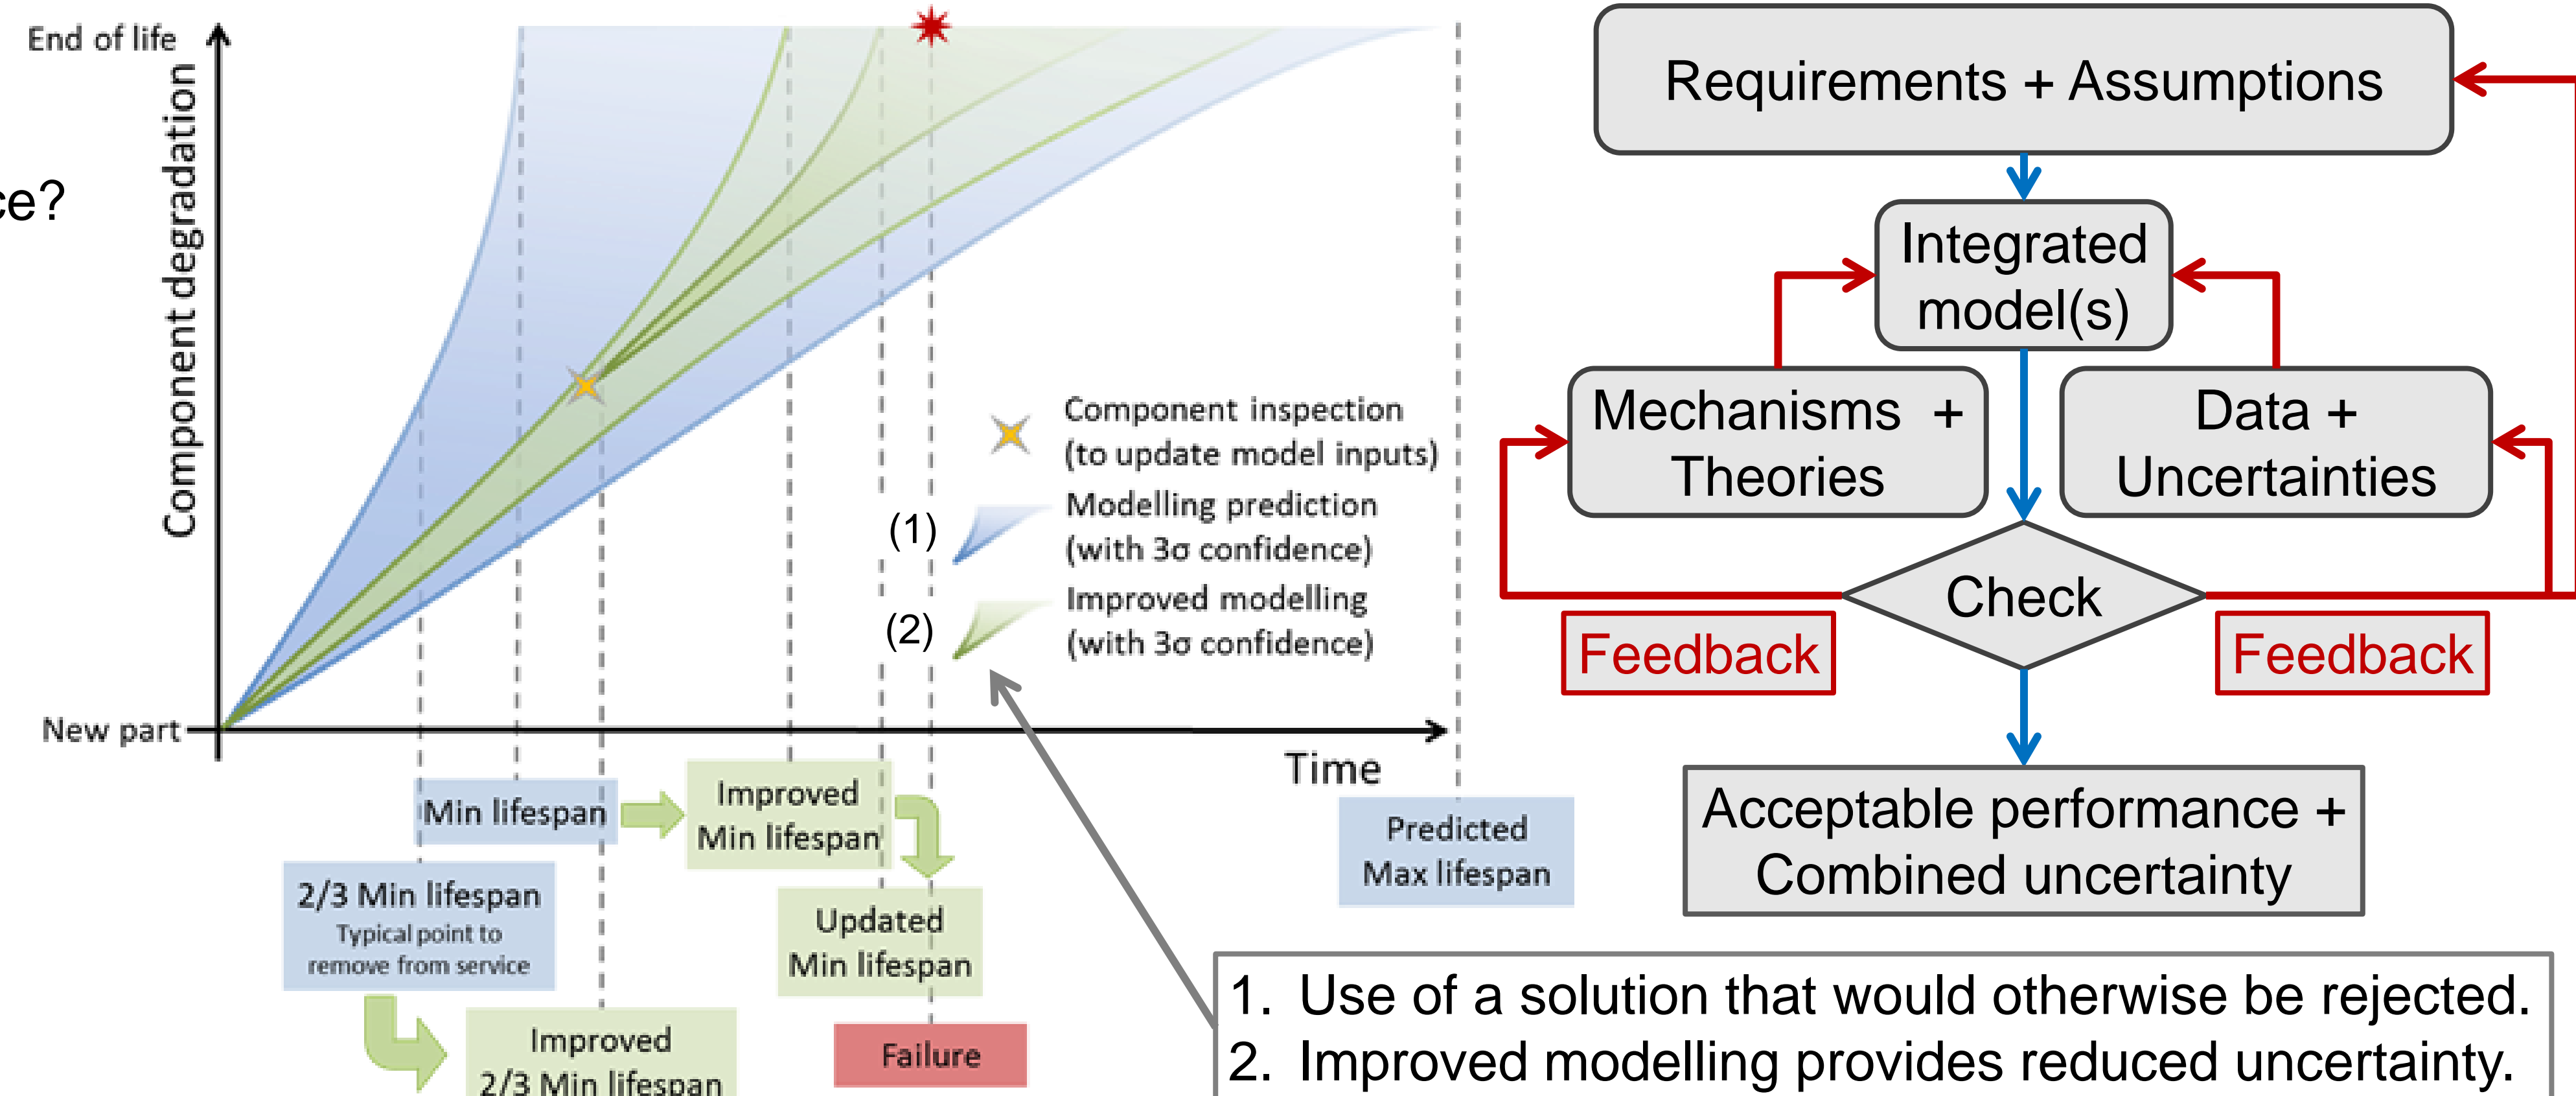 End of life
Component degradation
ce?
New part
Time
Component inspection
(to update model inputs)
(1)
Modelling prediction
(with 3σ confidence)
(2)
Improved modelling
(with 3σ confidence)
Min lifespan
Improved
Min lifespan
2/3 Min lifespan
Typical point to
remove from service
Updated
Min lifespan
Improved
2/3 Min lifespan
Failure
Predicted
Max lifespan
Requirements + Assumptions
Integrated
model(s)
Mechanisms +
Theories
Data +
Uncertainties
Check
Feedback
Feedback
Acceptable performance +
Combined uncertainty
1. Use of a solution that would otherwise be rejected.
2. Improved modelling provides reduced uncertainty.